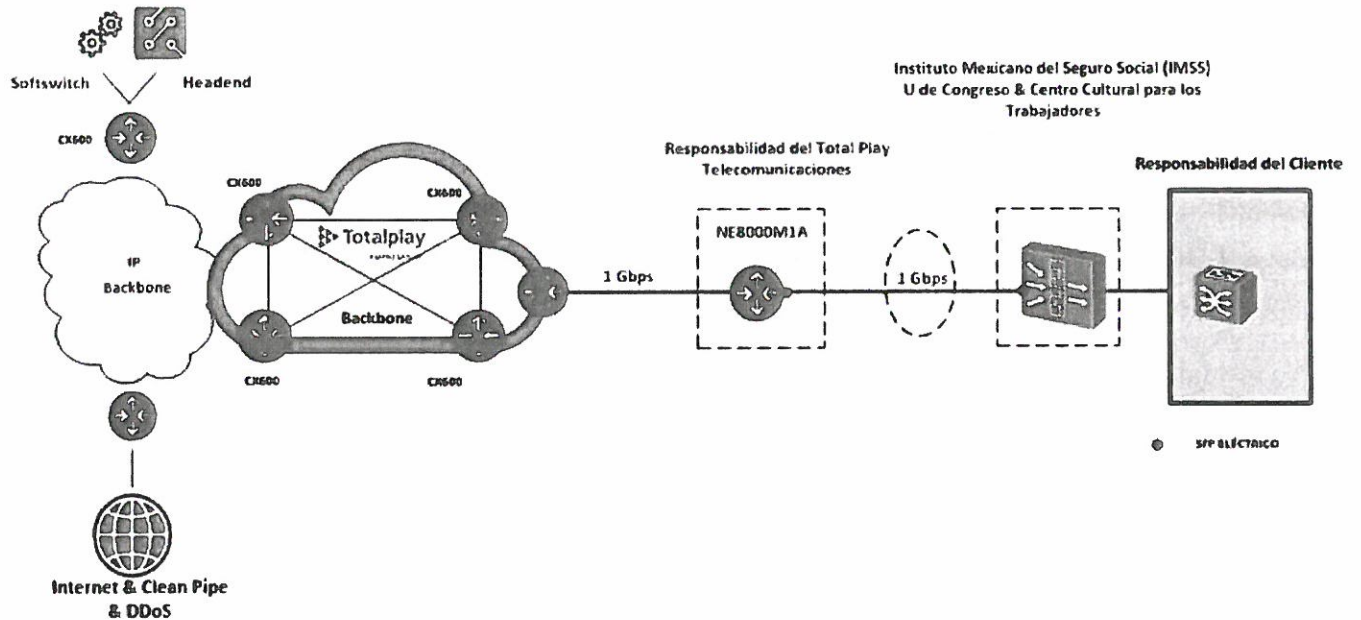 Softswitch
Headend
CX600
IP
Backbone
Internet & Clean Pipe
& DDoS
CX600
CX600
Totalplay
Backbone
CX600
CX600
1 Gbps
Responsabilidad del Total Play
Telecomunicaciones
NE8000M1A
1 Gbps
Instituto Mexicano del Seguro Social (IMSS)
U de Congreso & Centro Cultural para los
Trabajadores
Responsabilidad del Cliente
SFP ELÉCTRICO